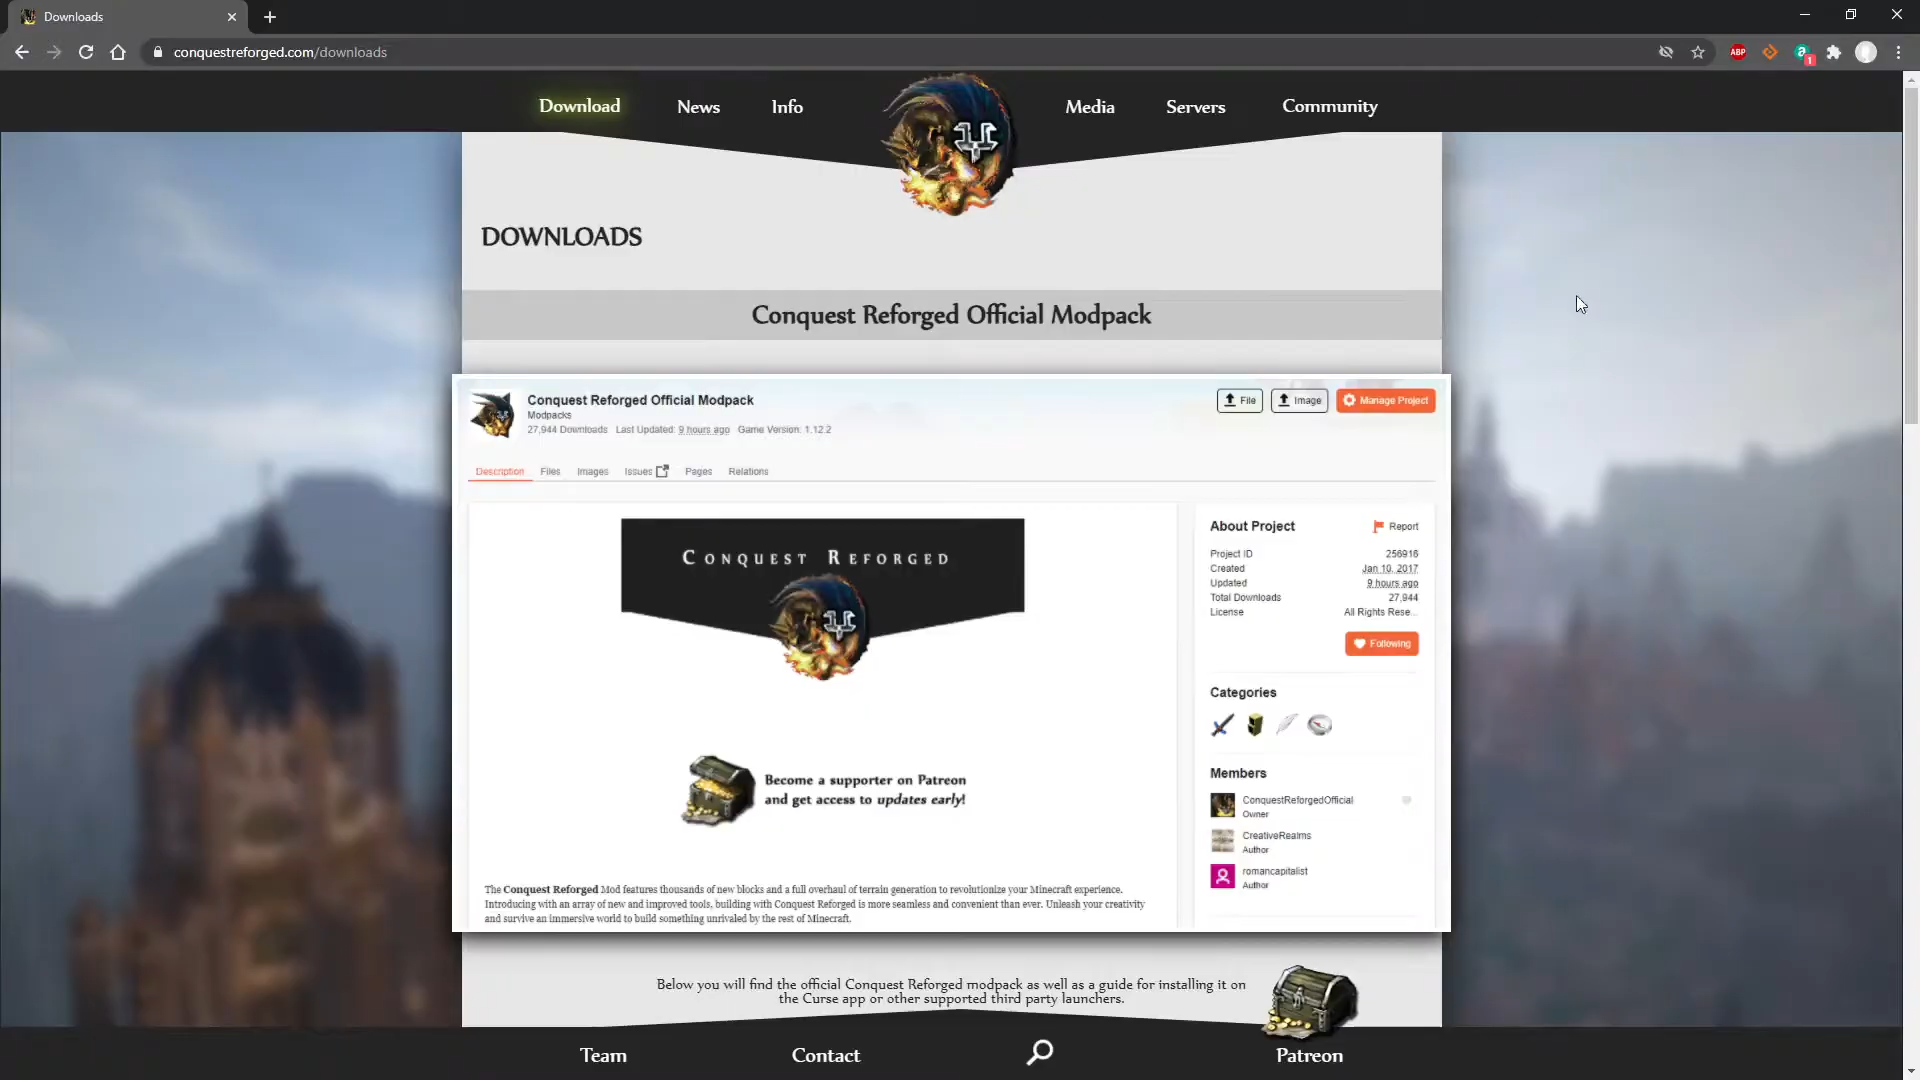 Downloads
conquestreforged.com/downloads
ABP
a
1
Download News Info Media Servers Community
DOWNLOADS
Conquest Reforged Official Modpack
Conquest Reforged Official Modpack
Modpacks
27,944 Downloads Last Updated: 9 hours ago Game Version: 1.12.2
File Image Manage Project
Description Files Images Issues Pages Relations
CONQUEST REFORGED
Become a supporter on Patreon
and get access to updates early!
The Conquest Reforged Mod features thousands of new blocks and a full overhaul of terrain generation to revolutionize your Minecraft experience.
Introducing with an array of new and improved tools, building with Conquest Reforged is more seamless and convenient than ever. Unleash your creativity
and survive an immersive world to build something unrivaled by the rest of Minecraft.
About Project Report
Project ID 256916
Created Jan 10, 2017
Updated 9 hours ago
Total Downloads 27,944
License All Rights Rese...
Following
Categories
Members
ConquestReforgedOfficial
Owner
CreativeRealms
Author
romancapitalist
Author
Below you will find the official Conquest Reforged modpack as well as a guide for installing it on
the Curse app or other supported third party launchers.
Team Contact Patreon